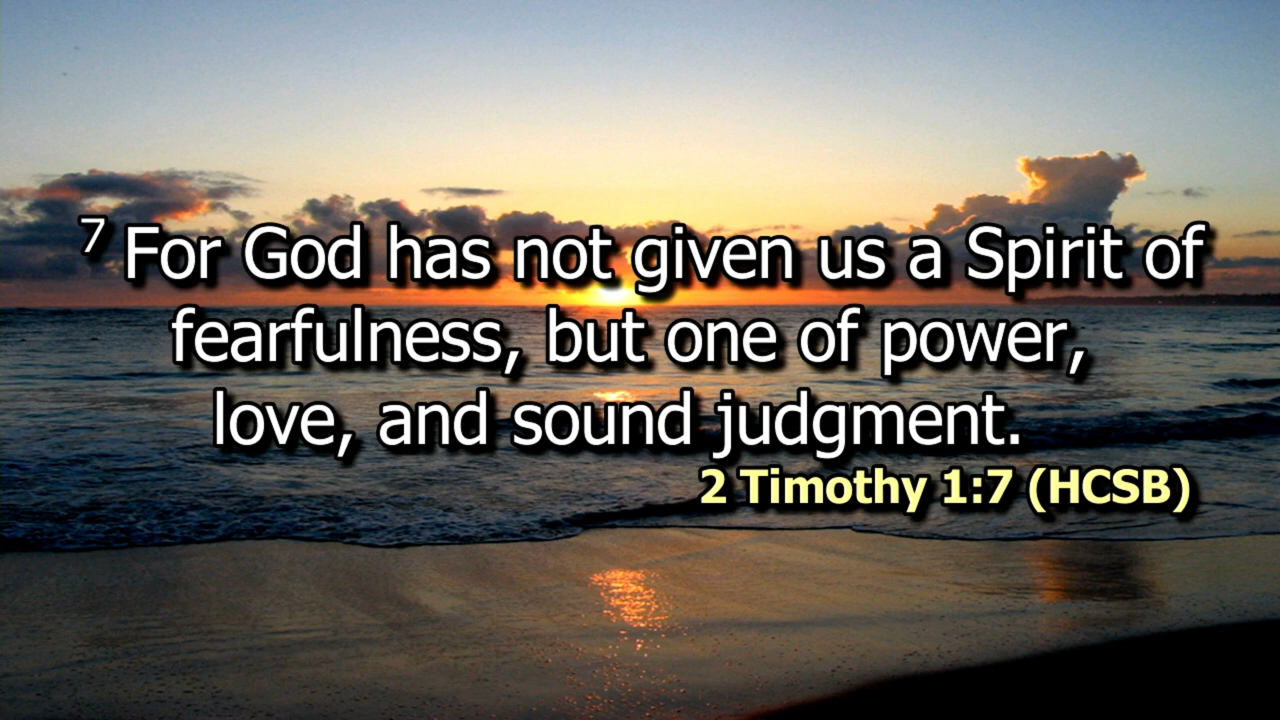 7 For God has not given us a Spirit of
fearfulness, but one of power,
love, and sound judgment.
2 Timothy 1:7 (HCSB)